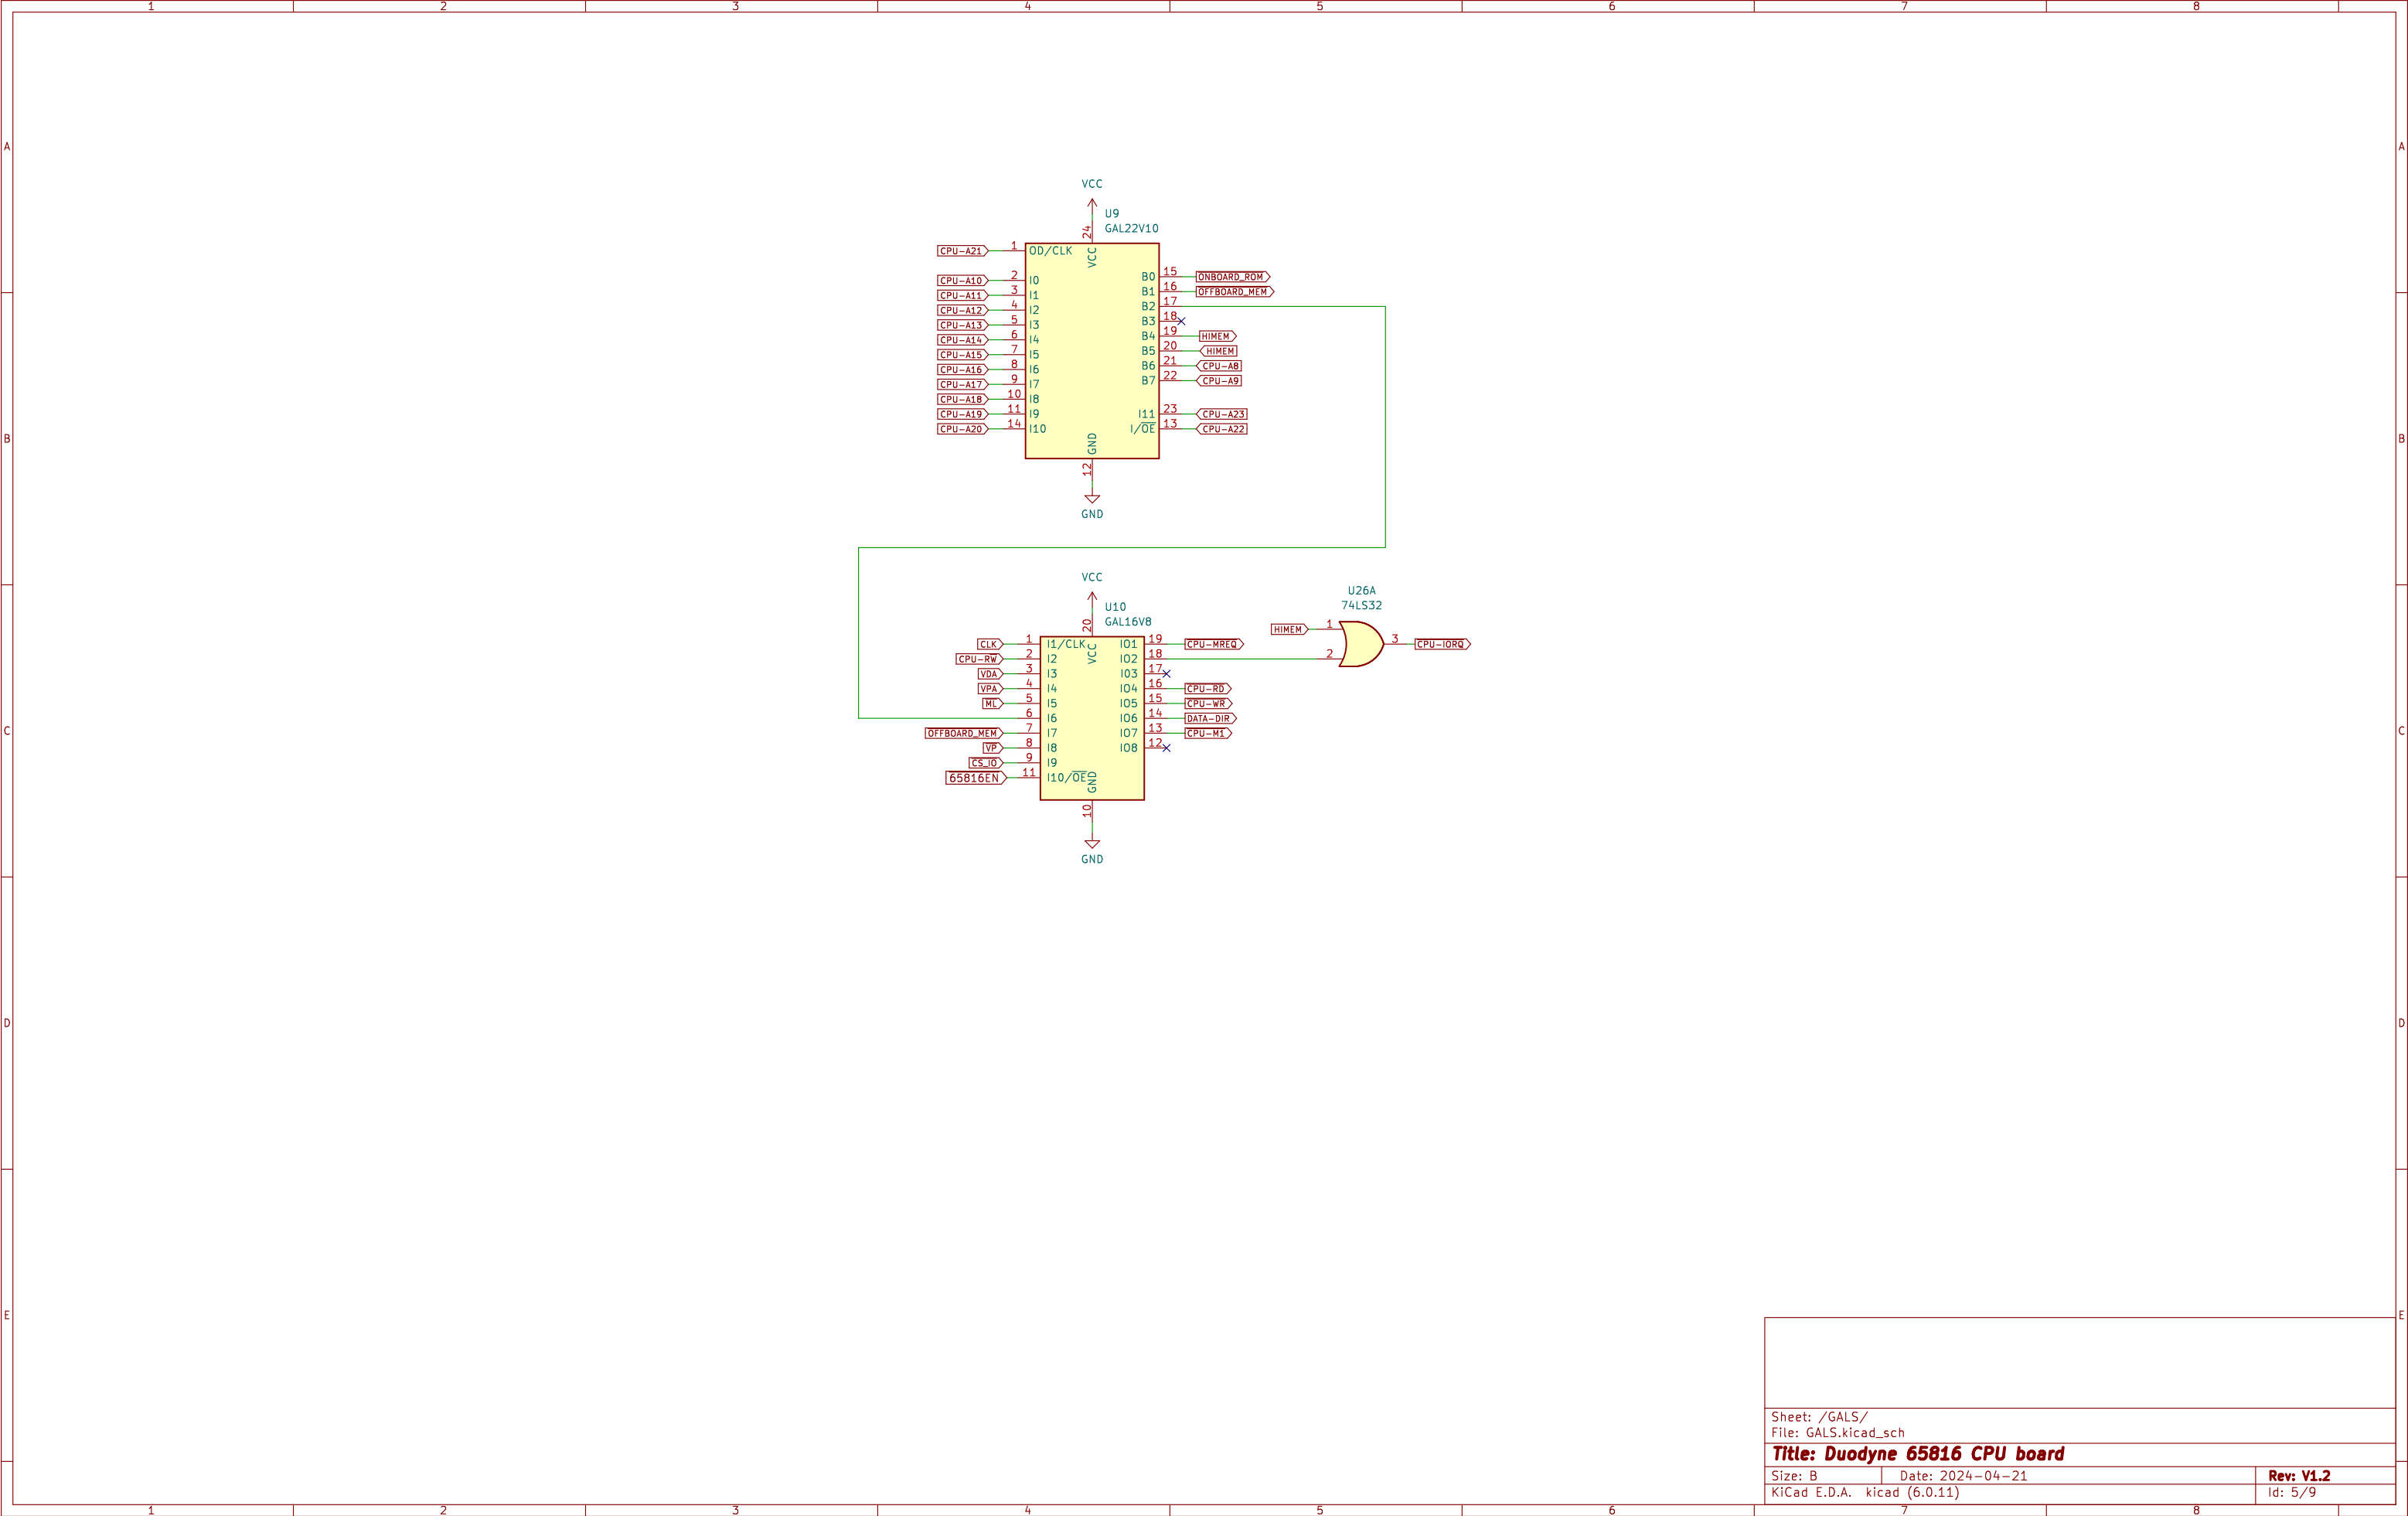 1 2 3 4 5 6 7 8
A A
VCC
U9
GAL22V10
24
VCC
CPU-A21 1 OD/CLK
CPU-A10 2 I0
CPU-A11 3 I1
CPU-A12 4 I2
CPU-A13 5 I3
CPU-A14 6 I4
CPU-A15 7 I5
CPU-A16 8 I6
CPU-A17 9 I7
CPU-A18 10 I8
CPU-A19 11 I9
CPU-A20 14 I10
B0 15 ONBOARD_ROM
B1 16 OFFBOARD_MEM
B2 17
B3 18
B4 19 HIMEM
B5 20 HIMEM
B6 21 CPU-A8
B7 22 CPU-A9
I11 23 CPU-A23
I/OE 13 CPU-A22
GND
12
GND
B B
VCC
U10
GAL16V8
20
VCC
CLK 1 I1/CLK
CPU-RW 2 I2
VDA 3 I3
VPA 4 I4
ML 5 I5
6 I6
OFFBOARD_MEM 7 I7
VP 8 I8
CS_IO 9 I9
65816EN 11 I10/OE
IO1 19 CPU-MREQ
IO2 18
I03 17
IO4 16 CPU-RD
IO5 15 CPU-WR
IO6 14 DATA-DIR
IO7 13 CPU-M1
IO8 12
GND
10
GND
U26A
74LS32
HIMEM 1
2
3 CPU-IORQ
C C
D D
E E
Sheet: /GALS/
File: GALS.kicad_sch
Title: Duodyne 65816 CPU board
Size: B Date: 2024-04-21 Rev: V1.2
KiCad E.D.A. kicad (6.0.11) Id: 5/9
1 2 3 4 5 6 7 8